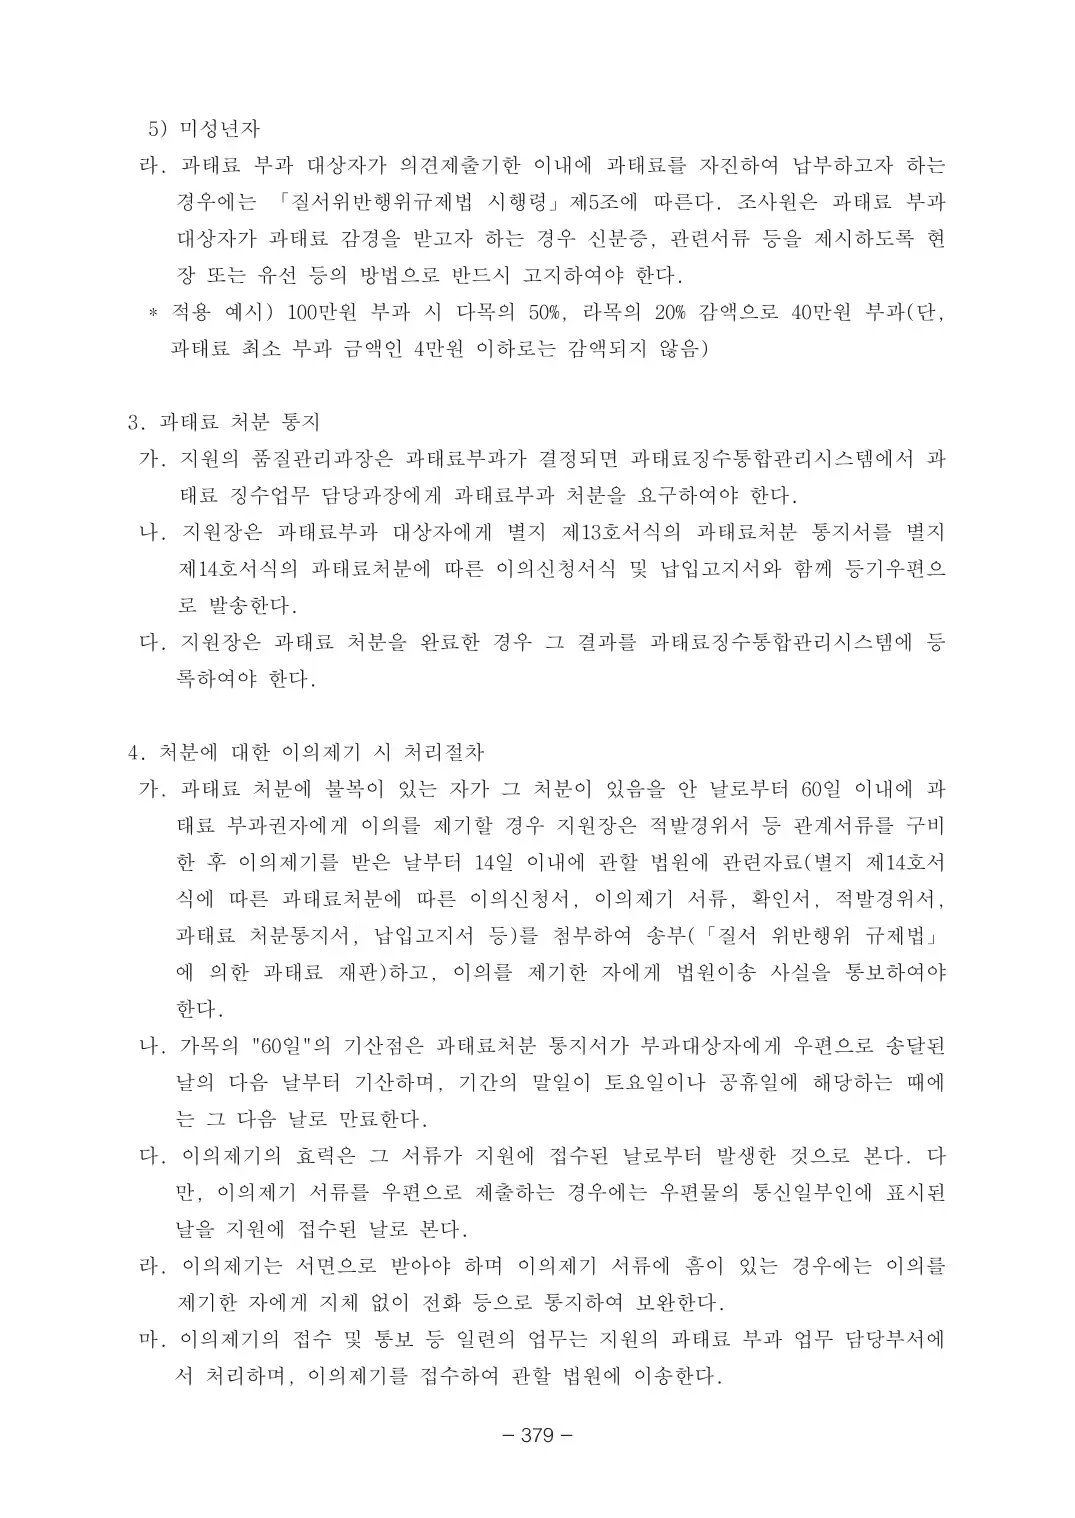 5) 미성년자
라. 과태료 부과 대상자가 의견제출기한 이내에 과태료를 자진하여 납부하고자 하는
경우에는 「질서위반행위규제법 시행령」제5조에 따른다. 조사원은 과태료 부과
대상자가 과태료 감경을 받고자 하는 경우 신분증, 관련서류 등을 제시하도록 현
장 또는 유선 등의 방법으로 반드시 고지하여야 한다.
* 적용 예시) 100만원 부과 시 다목의 50%, 라목의 20% 감액으로 40만원 부과(단,
과태료 최소 부과 금액인 4만원 이하로는 감액되지 않음)
3. 과태료 처분 통지
가. 지원의 품질관리과장은 과태료부과가 결정되면 과태료징수통합관리시스템에서 과
태료 징수업무 담당과장에게 과태료부과 처분을 요구하여야 한다.
나. 지원장은 과태료부과 대상자에게 별지 제13호서식의 과태료처분 통지서를 별지
제14호서식의 과태료처분에 따른 이의신청서식 및 납입고지서와 함께 등기우편으
로 발송한다.
다. 지원장은 과태료 처분을 완료한 경우 그 결과를 과태료징수통합관리시스템에 등
록하여야 한다.
4. 처분에 대한 이의제기 시 처리절차
가. 과태료 처분에 불복이 있는 자가 그 처분이 있음을 안 날로부터 60일 이내에 과
태료 부과권자에게 이의를 제기할 경우 지원장은 적발경위서 등 관계서류를 구비
한 후 이의제기를 받은 날부터 14일 이내에 관할 법원에 관련자료(별지 제14호서
식에 따른 과태료처분에 따른 이의신청서, 이의제기 서류, 확인서, 적발경위서,
과태료 처분통지서, 납입고지서 등)를 첨부하여 송부(「질서 위반행위 규제법」
에 의한 과태료 재판)하고, 이의를 제기한 자에게 법원이송 사실을 통보하여야
한다.
나. 가목의 "60일"의 기산점은 과태료처분 통지서가 부과대상자에게 우편으로 송달된
날의 다음 날부터 기산하며, 기간의 말일이 토요일이나 공휴일에 해당하는 때에
는 그 다음 날로 만료한다.
다. 이의제기의 효력은 그 서류가 지원에 접수된 날로부터 발생한 것으로 본다. 다
만, 이의제기 서류를 우편으로 제출하는 경우에는 우편물의 통신일부인에 표시된
날을 지원에 접수된 날로 본다.
라. 이의제기는 서면으로 받아야 하며 이의제기 서류에 흠이 있는 경우에는 이의를
제기한 자에게 지체 없이 전화 등으로 통지하여 보완한다.
마. 이의제기의 접수 및 통보 등 일련의 업무는 지원의 과태료 부과 업무 담당부서에
서 처리하며, 이의제기를 접수하여 관할 법원에 이송한다.
- 379 -